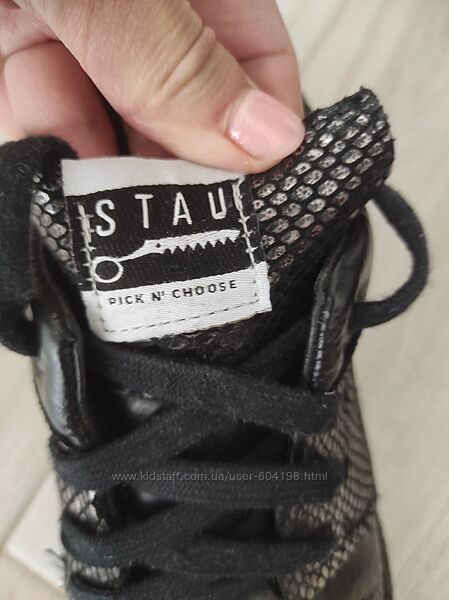 STAU
PICK N' CHOOSE
www.kidstaff.com.ua/user-804198.html